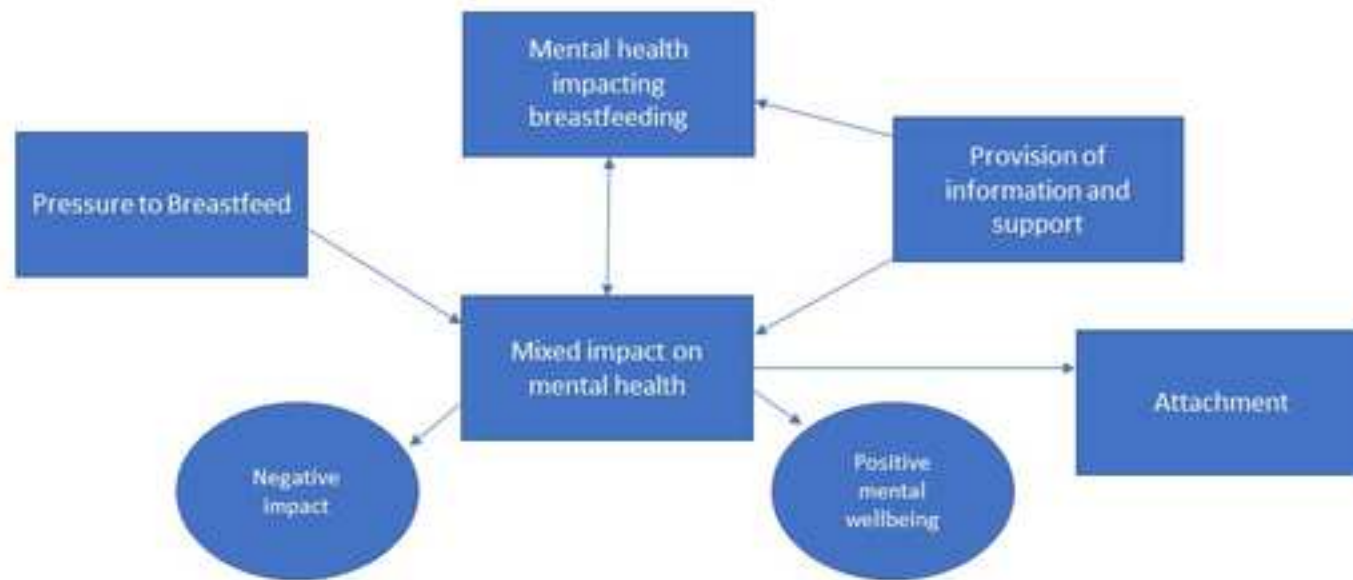 Mental health
impacting
breastfeeding
Pressure to Breastfeed
Provision of
information and
support
Mixed impact on
mental health
Attachment
Negative
impact
Positive
mental
wellbeing